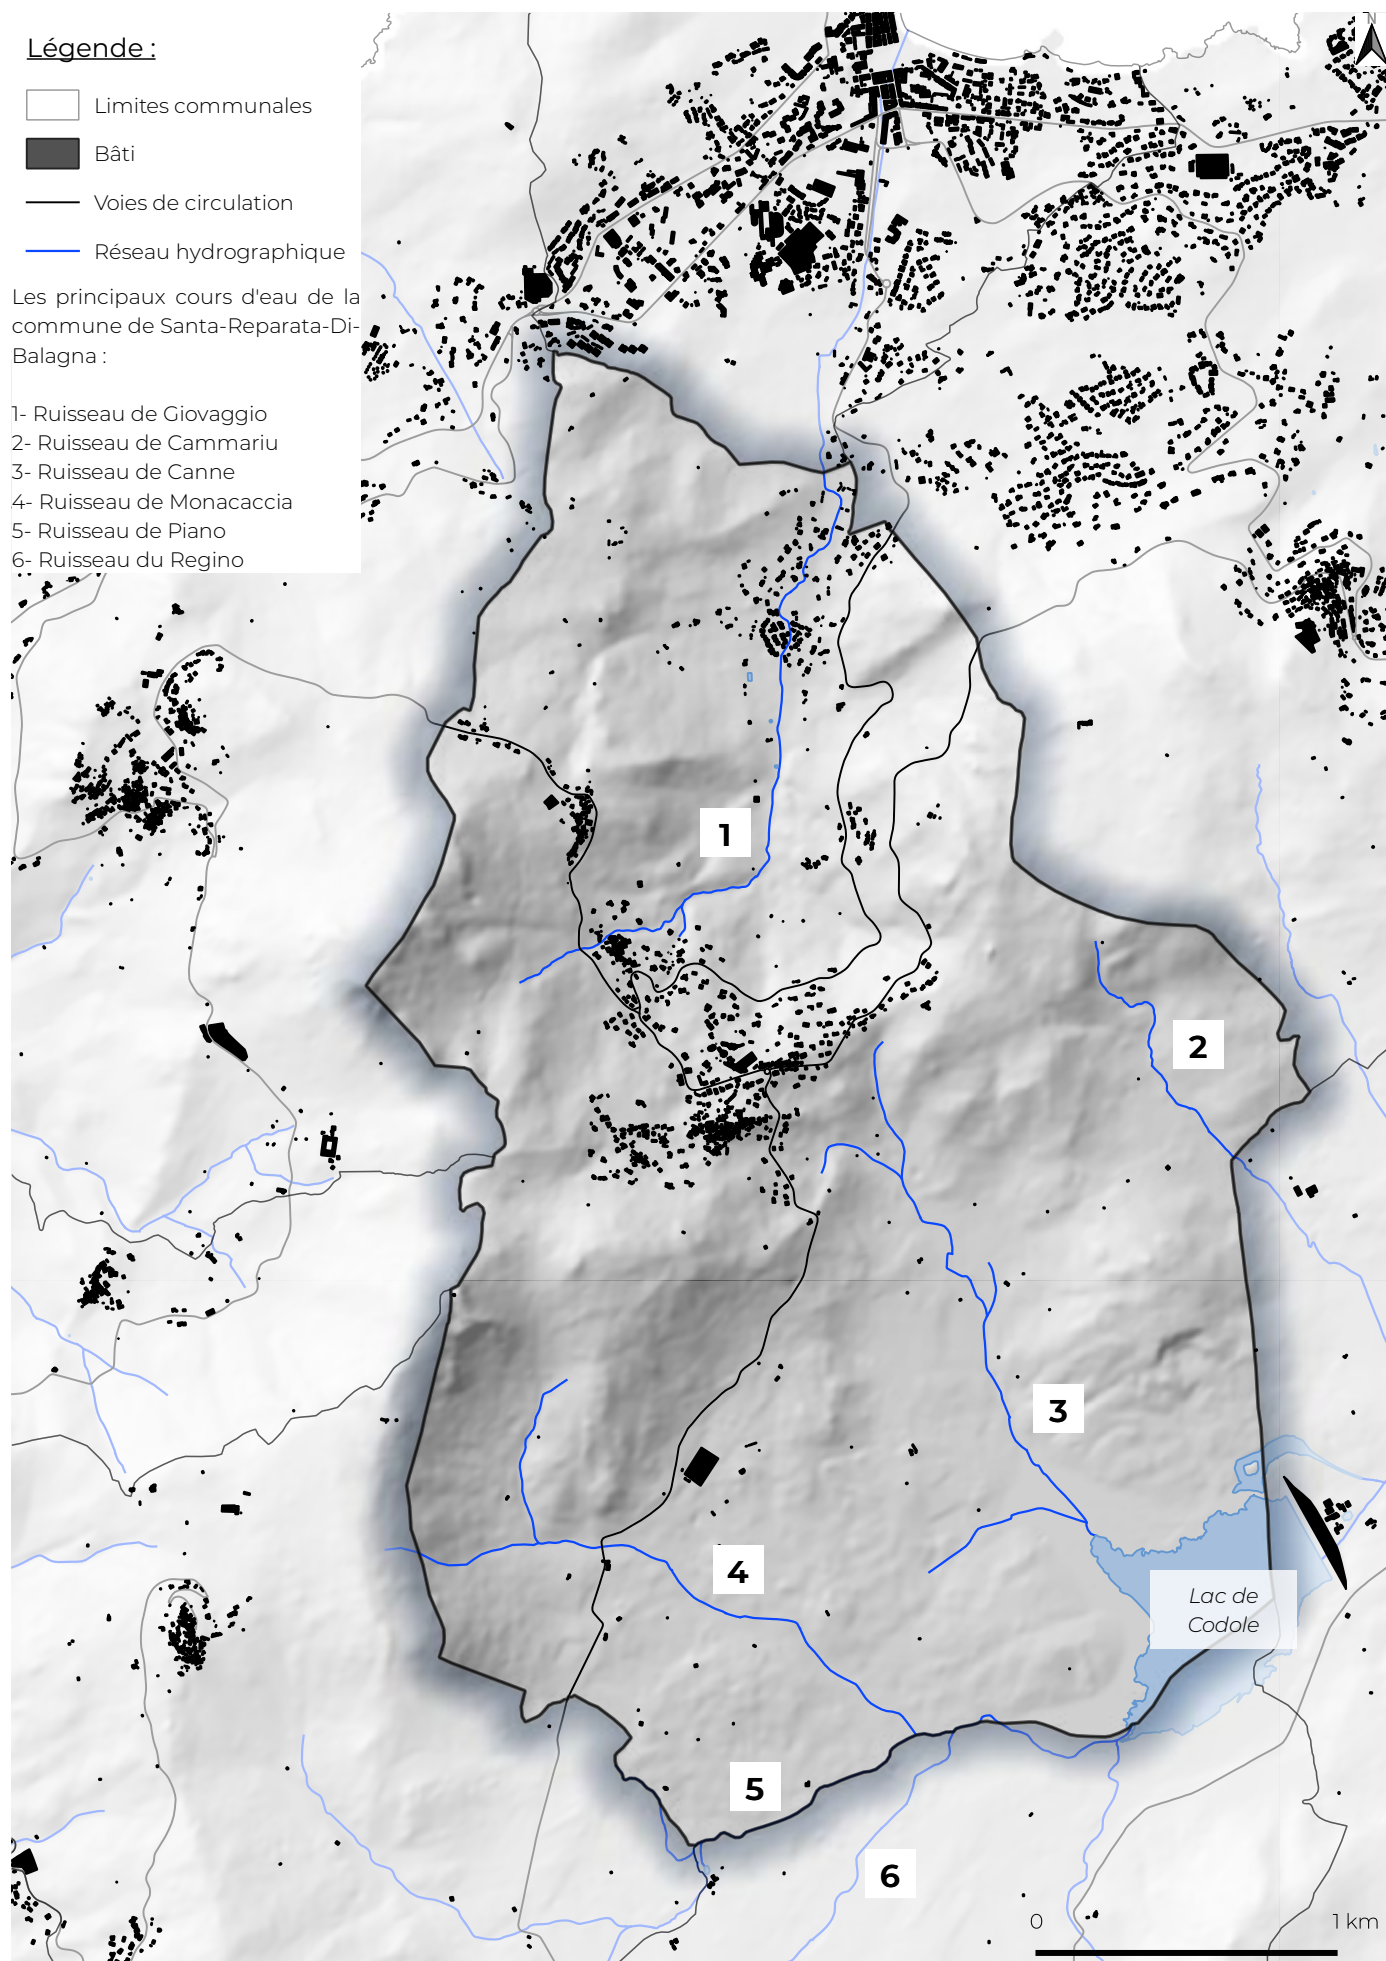 Légende :
Limites communales
Bâti
Voies de circulation
Réseau hydrographique
Les principaux cours d'eau de la
commune de Santa-Reparata-Di-
Balagna :
1- Ruisseau de Giovaggio
2- Ruisseau de Cammariu
3- Ruisseau de Canne
4- Ruisseau de Monacaccia
5- Ruisseau de Piano
6- Ruisseau du Regino
N
1
2
3
4
Lac de
Codole
5
6
0 1 km